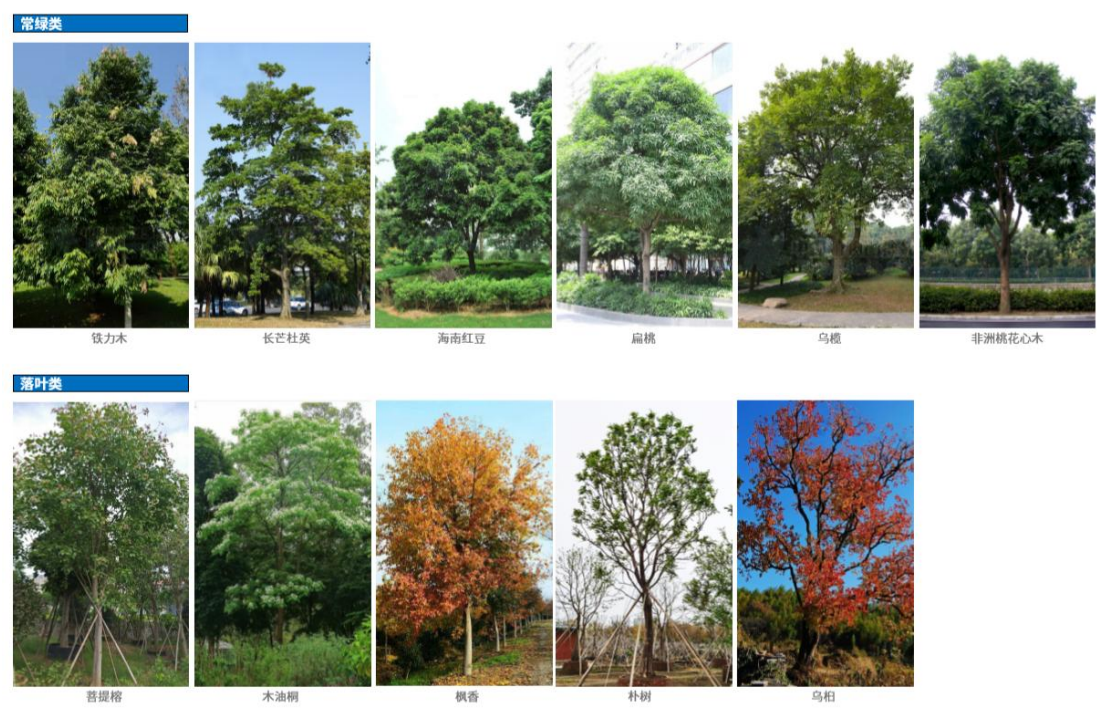 常绿类
铁力木
长芒杜英
海南红豆
扁桃
乌榄
非洲桃花心木
落叶类
菩提榕
木油桐
枫香
朴树
乌桕